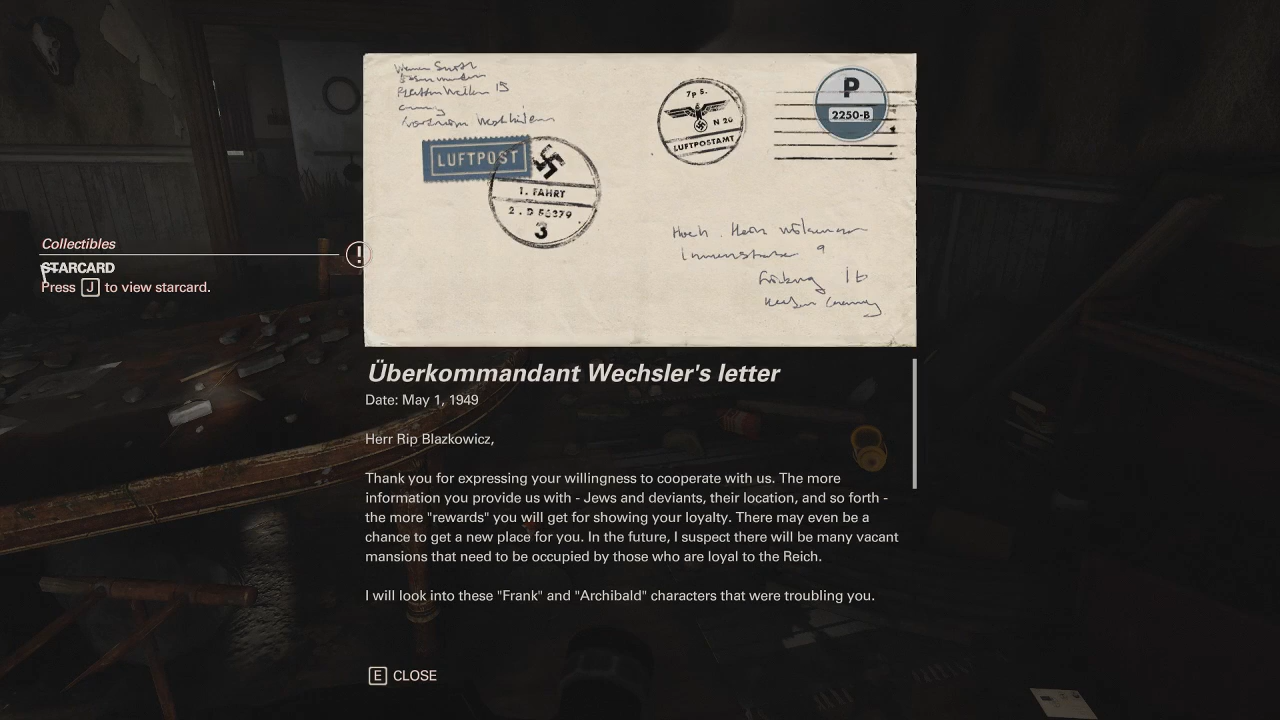 15
LUFTPOST
1. FAHRT
3
N 26
LUFTPOSTAMT
P
2250-B
9
Collectibles
STARCARD
Press J to view starcard.
Überkommandant Wechsler's letter
Date: May 1, 1949
Herr Rip Blazkowicz,
Thank you for expressing your willingness to cooperate with us. The more
information you provide us with - Jews and deviants, their location, and so forth -
the more "rewards" you will get for showing your loyalty. There may even be a
chance to get a new place for you. In the future, I suspect there will be many vacant
mansions that need to be occupied by those who are loyal to the Reich.
I will look into these "Frank" and "Archibald" characters that were troubling you.
E CLOSE